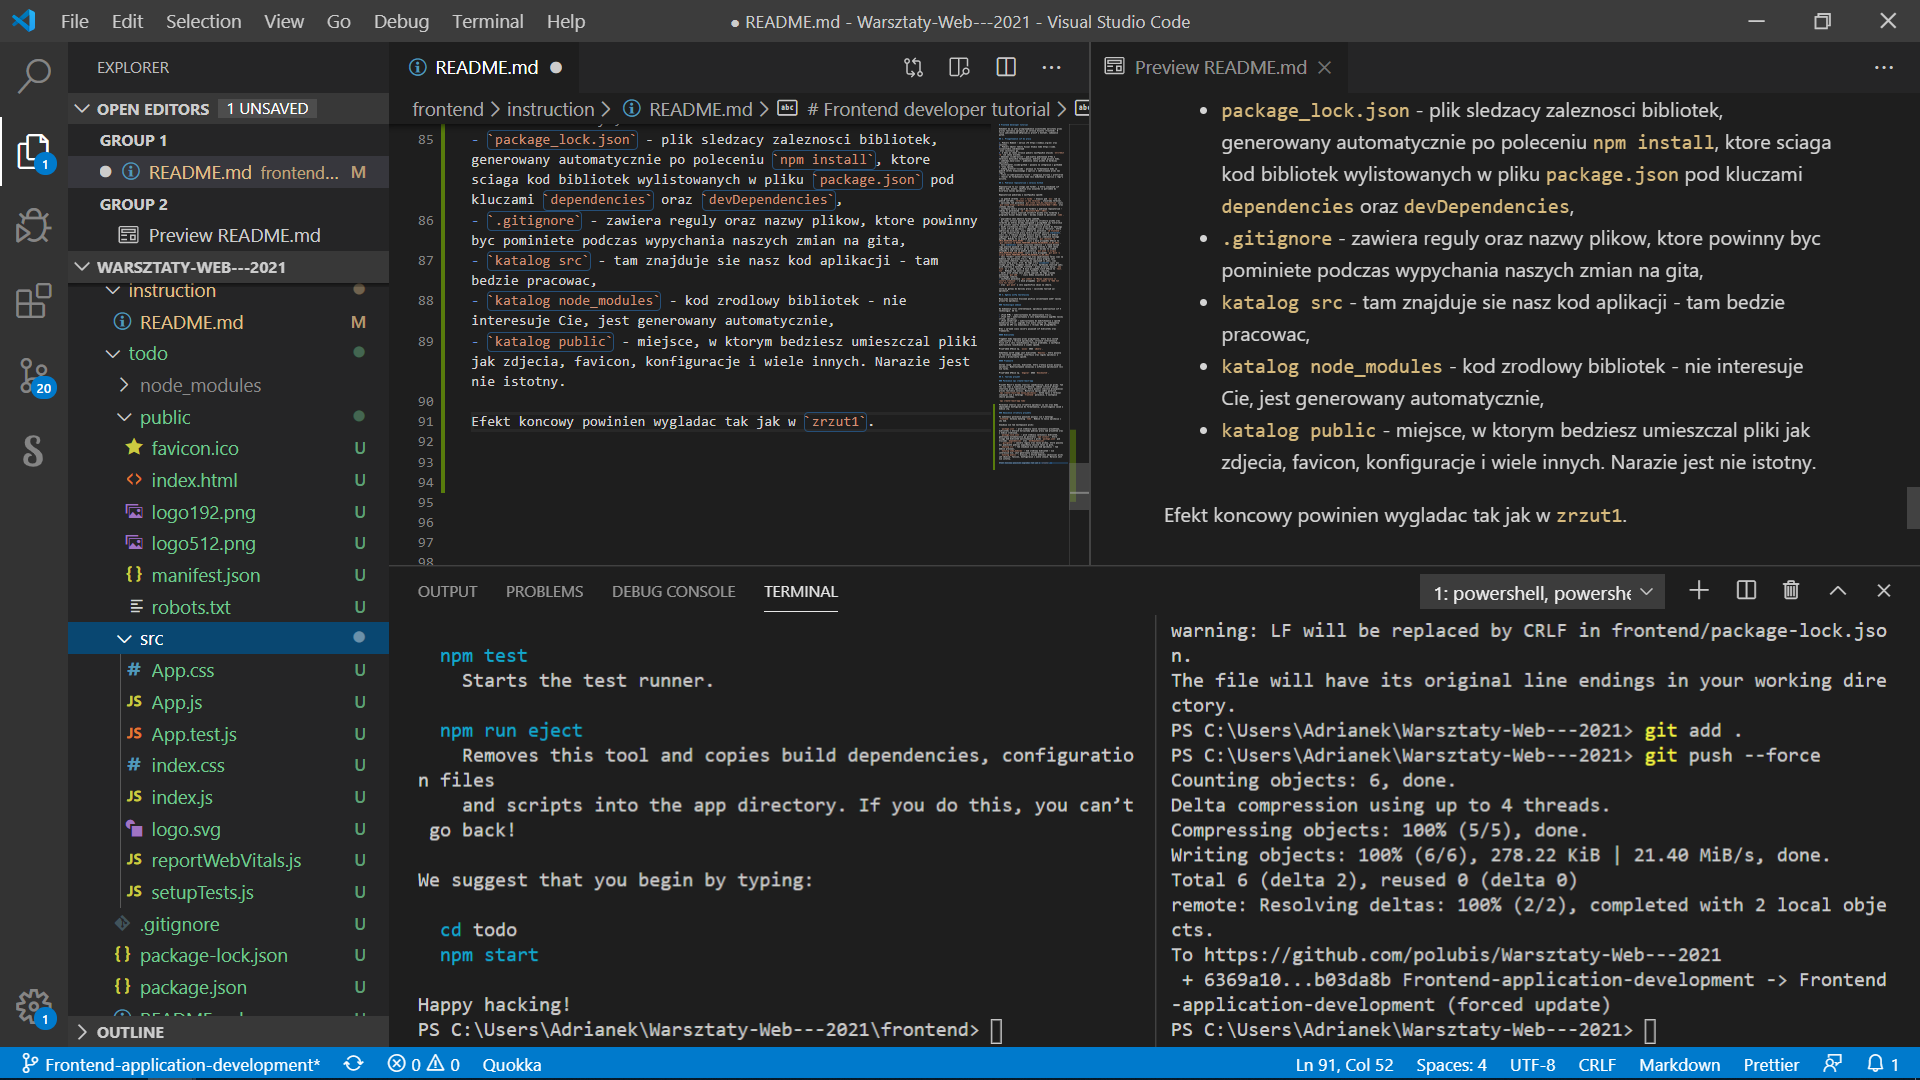 File Edit Selection View Go Debug Terminal Help
● README.md - Warsztaty-Web---2021 - Visual Studio Code
EXPLORER
OPEN EDITORS 1 UNSAVED
GROUP 1
README.md frontend... M
GROUP 2
Preview README.md
WARSZTATY-WEB---2021
instruction
README.md M
todo
node_modules
public
favicon.ico U
index.html U
logo192.png U
logo512.png U
manifest.json U
robots.txt U
src
App.css U
App.js U
App.test.js U
index.css U
index.js U
logo.svg U
reportWebVitals.js U
setupTests.js U
.gitignore U
package-lock.json U
package.json U
OUTLINE
README.md
frontend > instruction > README.md > # Frontend developer tutorial >
85 - `package_lock.json` - plik sledzacy zaleznosci bibliotek,
generowany automatycznie po poleceniu `npm install`, ktore
sciaga kod bibliotek wylistowanych w pliku `package.json` pod
kluczami `dependencies` oraz `devDependencies`,
86 - `.gitignore` - zawiera reguly oraz nazwy plikow, ktore powinny
byc pominiete podczas wypychania naszych zmian na gita,
87 - `katalog src` - tam znajduje sie nasz kod aplikacji - tam
bedzie pracowac,
88 - `katalog node_modules` - kod zrodlowy bibliotek - nie
interesuje Cie, jest generowany automatycznie,
89 - `katalog public` - miejsce, w ktorym bedziesz umieszczal pliki
jak zdjecia, favicon, konfiguracje i wiele innych. Narazie jest
nie istotny.
90
91 Efekt koncowy powinien wygladac tak jak w `zrzut1`.
92
93
94
95
96
97
98
Preview README.md
• package_lock.json - plik sledzacy zaleznosci bibliotek,
generowany automatycznie po poleceniu npm install, ktore sciaga
kod bibliotek wylistowanych w pliku package.json pod kluczami
dependencies oraz devDependencies,
• .gitignore - zawiera reguly oraz nazwy plikow, ktore powinny byc
pominiete podczas wypychania naszych zmian na gita,
• katalog src - tam znajduje sie nasz kod aplikacji - tam bedzie
pracowac,
• katalog node_modules - kod zrodlowy bibliotek - nie interesuje
Cie, jest generowany automatycznie,
• katalog public - miejsce, w ktorym bedziesz umieszczal pliki jak
zdjecia, favicon, konfiguracje i wiele innych. Narazie jest nie istotny.
Efekt koncowy powinien wygladac tak jak w zrzut1.
OUTPUT PROBLEMS DEBUG CONSOLE TERMINAL
1: powershell, powershe
npm test
Starts the test runner.
npm run eject
Removes this tool and copies build dependencies, configuratio
n files
and scripts into the app directory. If you do this, you can’t
go back!
We suggest that you begin by typing:
cd todo
npm start
Happy hacking!
PS C:\Users\Adrianek\Warsztaty-Web---2021\frontend>
warning: LF will be replaced by CRLF in frontend/package-lock.jso
n.
The file will have its original line endings in your working dire
ctory.
PS C:\Users\Adrianek\Warsztaty-Web---2021> git add .
PS C:\Users\Adrianek\Warsztaty-Web---2021> git push --force
Counting objects: 6, done.
Delta compression using up to 4 threads.
Compressing objects: 100% (5/5), done.
Writing objects: 100% (6/6), 278.22 KiB | 21.40 MiB/s, done.
Total 6 (delta 2), reused 0 (delta 0)
remote: Resolving deltas: 100% (2/2), completed with 2 local obje
cts.
To https://github.com/polubis/Warsztaty-Web---2021
+ 6369a10...b03da8b Frontend-application-development -> Frontend
-application-development (forced update)
PS C:\Users\Adrianek\Warsztaty-Web---2021>
1
20
1
Frontend-application-development* 0 0 Quokka
Ln 91, Col 52 Spaces: 4 UTF-8 CRLF Markdown Prettier 1